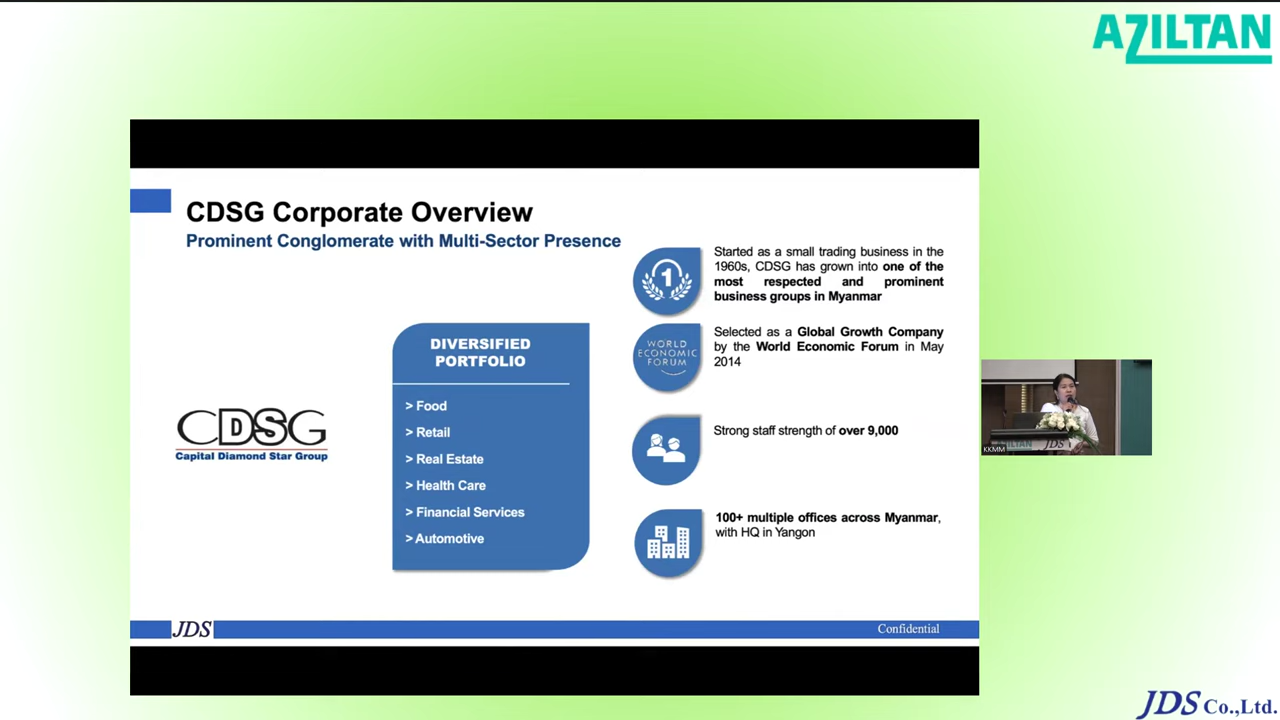 AZILTAN
CDSG Corporate Overview
Prominent Conglomerate with Multi-Sector Presence
CDSG
Capital Diamond Star Group
DIVERSIFIED
PORTFOLIO
> Food
> Retail
> Real Estate
> Health Care
> Financial Services
> Automotive
1
Started as a small trading business in the
1960s, CDSG has grown into one of the
most respected and prominent
business groups in Myanmar
WORLD
ECONOMIC
FORUM
Selected as a Global Growth Company
by the World Economic Forum in May
2014
Strong staff strength of over 9,000
100+ multiple offices across Myanmar,
with HQ in Yangon
AZILTAN
JDS
KKMM
JDS
Confidential
JDS Co.,Ltd.